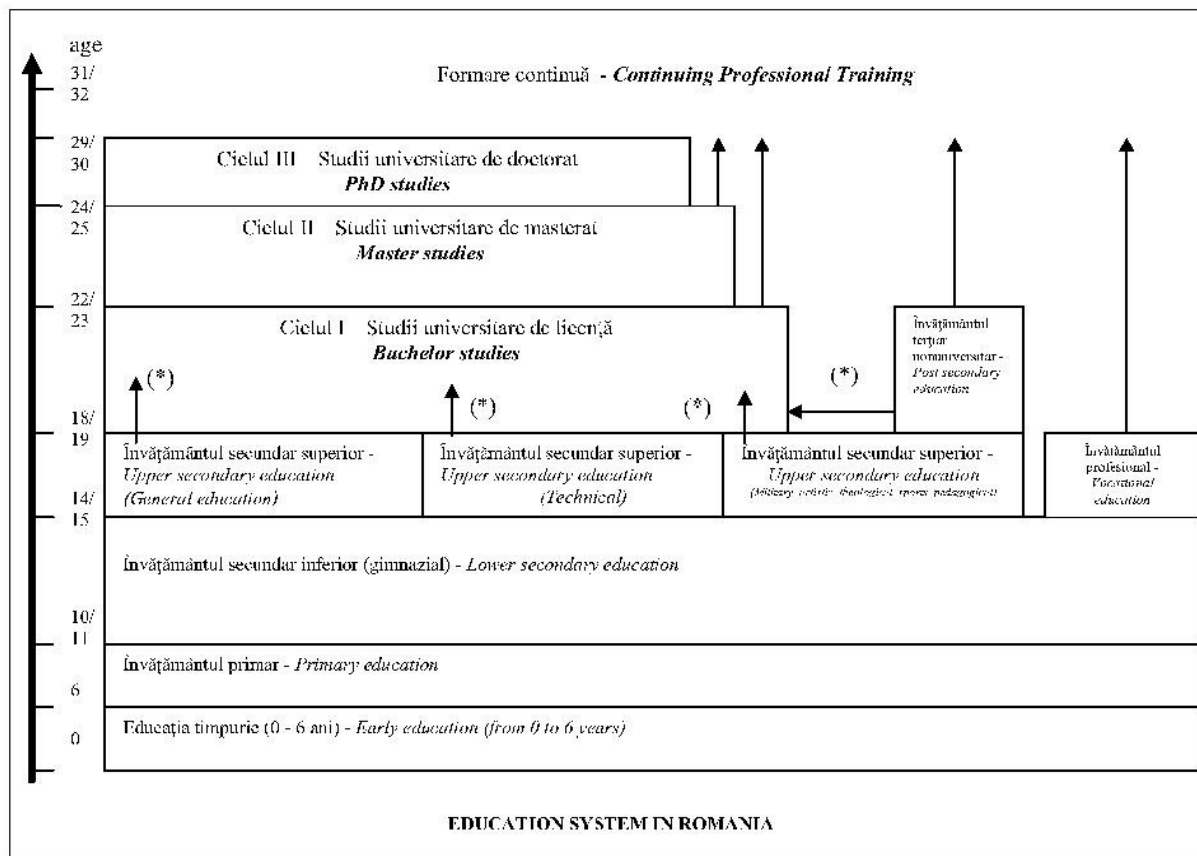 age
31/
32
Formare continuă - Continuing Professional Training
29/
30
Ciclul III Studii universitare de doctorat
PhD studies
24/
25
Ciclul II Studii universitare de masterat
Master studies
22/
23
Ciclul I Studii universitare de licență
Bachelor studies
Învățământul
terțiar
nonuniversitar -
Post secondary
education
(*)
(*)
(*)
(*)
18/
19
Învățământul secundar superior -
Upper secondary education
(General education)
Învățământul secundar superior -
Upper secondary education
(Technical)
Învățământul secundar superior -
Upper secondary education
(Military, artistic, theological, sports, pedagogical)
Învățământul
profesional -
Vocational
education
14/
15
Învățământul secundar inferior (gimnazial) - Lower secondary education
10/
11
Învățământul primar - Primary education
6
Educația timpurie (0 - 6 ani) - Early education (from 0 to 6 years)
0
EDUCATION SYSTEM IN ROMANIA